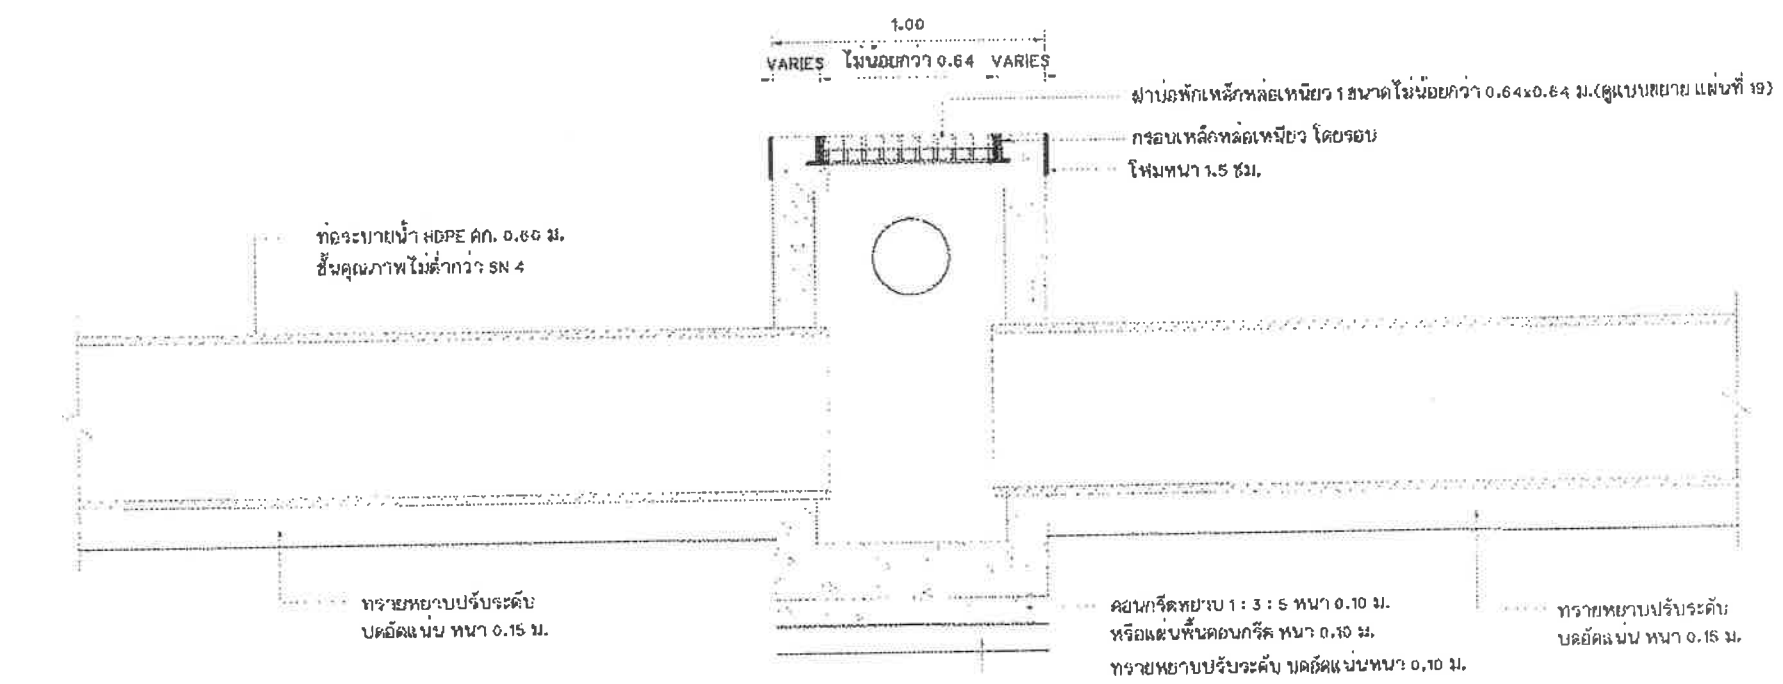 1.00
VARIES ไม่น้อยกว่า 0.64 VARIES
ฝาบ่อพักเหล็กหล่อเหนียว 1 ขนาดไม่น้อยกว่า 0.64x0.64 ม.(ดูแบบขยาย แผ่นที่ 19)
กรอบเหล็กหล่อเหนียว โดยรอบ
โฟมหนา 1.5 ซม.
ท่อระบายน้ำ HDPE ศก. 0.60 ม.
ชั้นคุณภาพไม่ต่ำกว่า SN 4
ทรายหยาบปรับระดับ
บดอัดแน่น หนา 0.15 ม.
คอนกรีตหยาบ 1 : 3 : 5 หนา 0.10 ม.
หรือแผ่นพื้นคอนกรีต หนา 0.10 ม.
ทรายหยาบปรับระดับ บดอัดแน่นหนา 0.10 ม.
ทรายหยาบปรับระดับ
บดอัดแน่น หนา 0.15 ม.